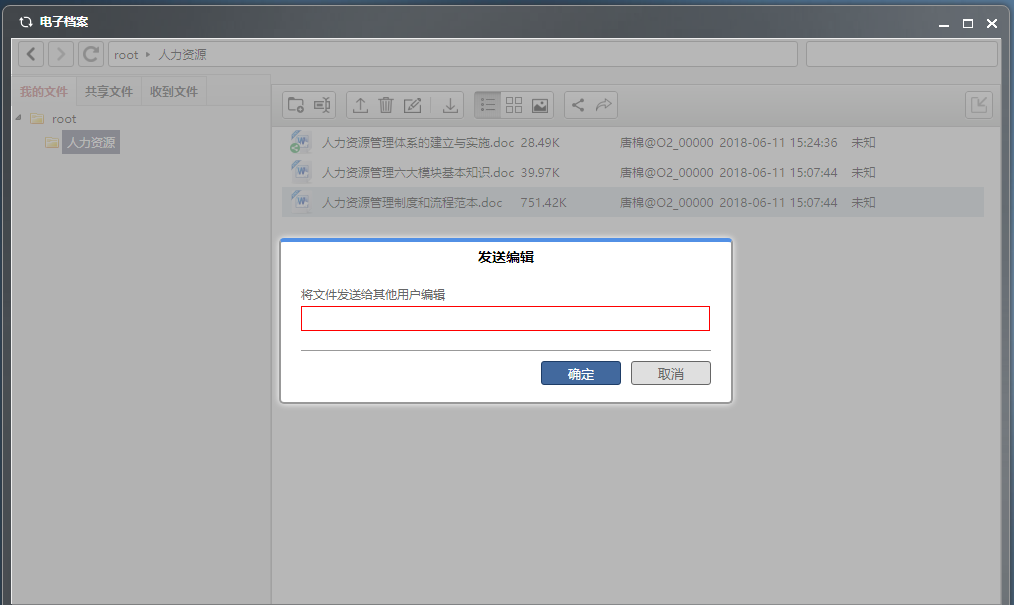 电子档案
root 人力资源
我的文件 共享文件 收到文件
root
人力资源
人力资源管理体系的建立与实施.doc 28.49K 唐棉@O2_00000 2018-06-11 15:24:36 未知
人力资源管理六大模块基本知识.doc 39.97K 唐棉@O2_00000 2018-06-11 15:07:44 未知
人力资源管理制度和流程范本.doc 751.42K 唐棉@O2_00000 2018-06-11 15:07:44 未知
发送编辑
将文件发送给其他用户编辑
确定 取消